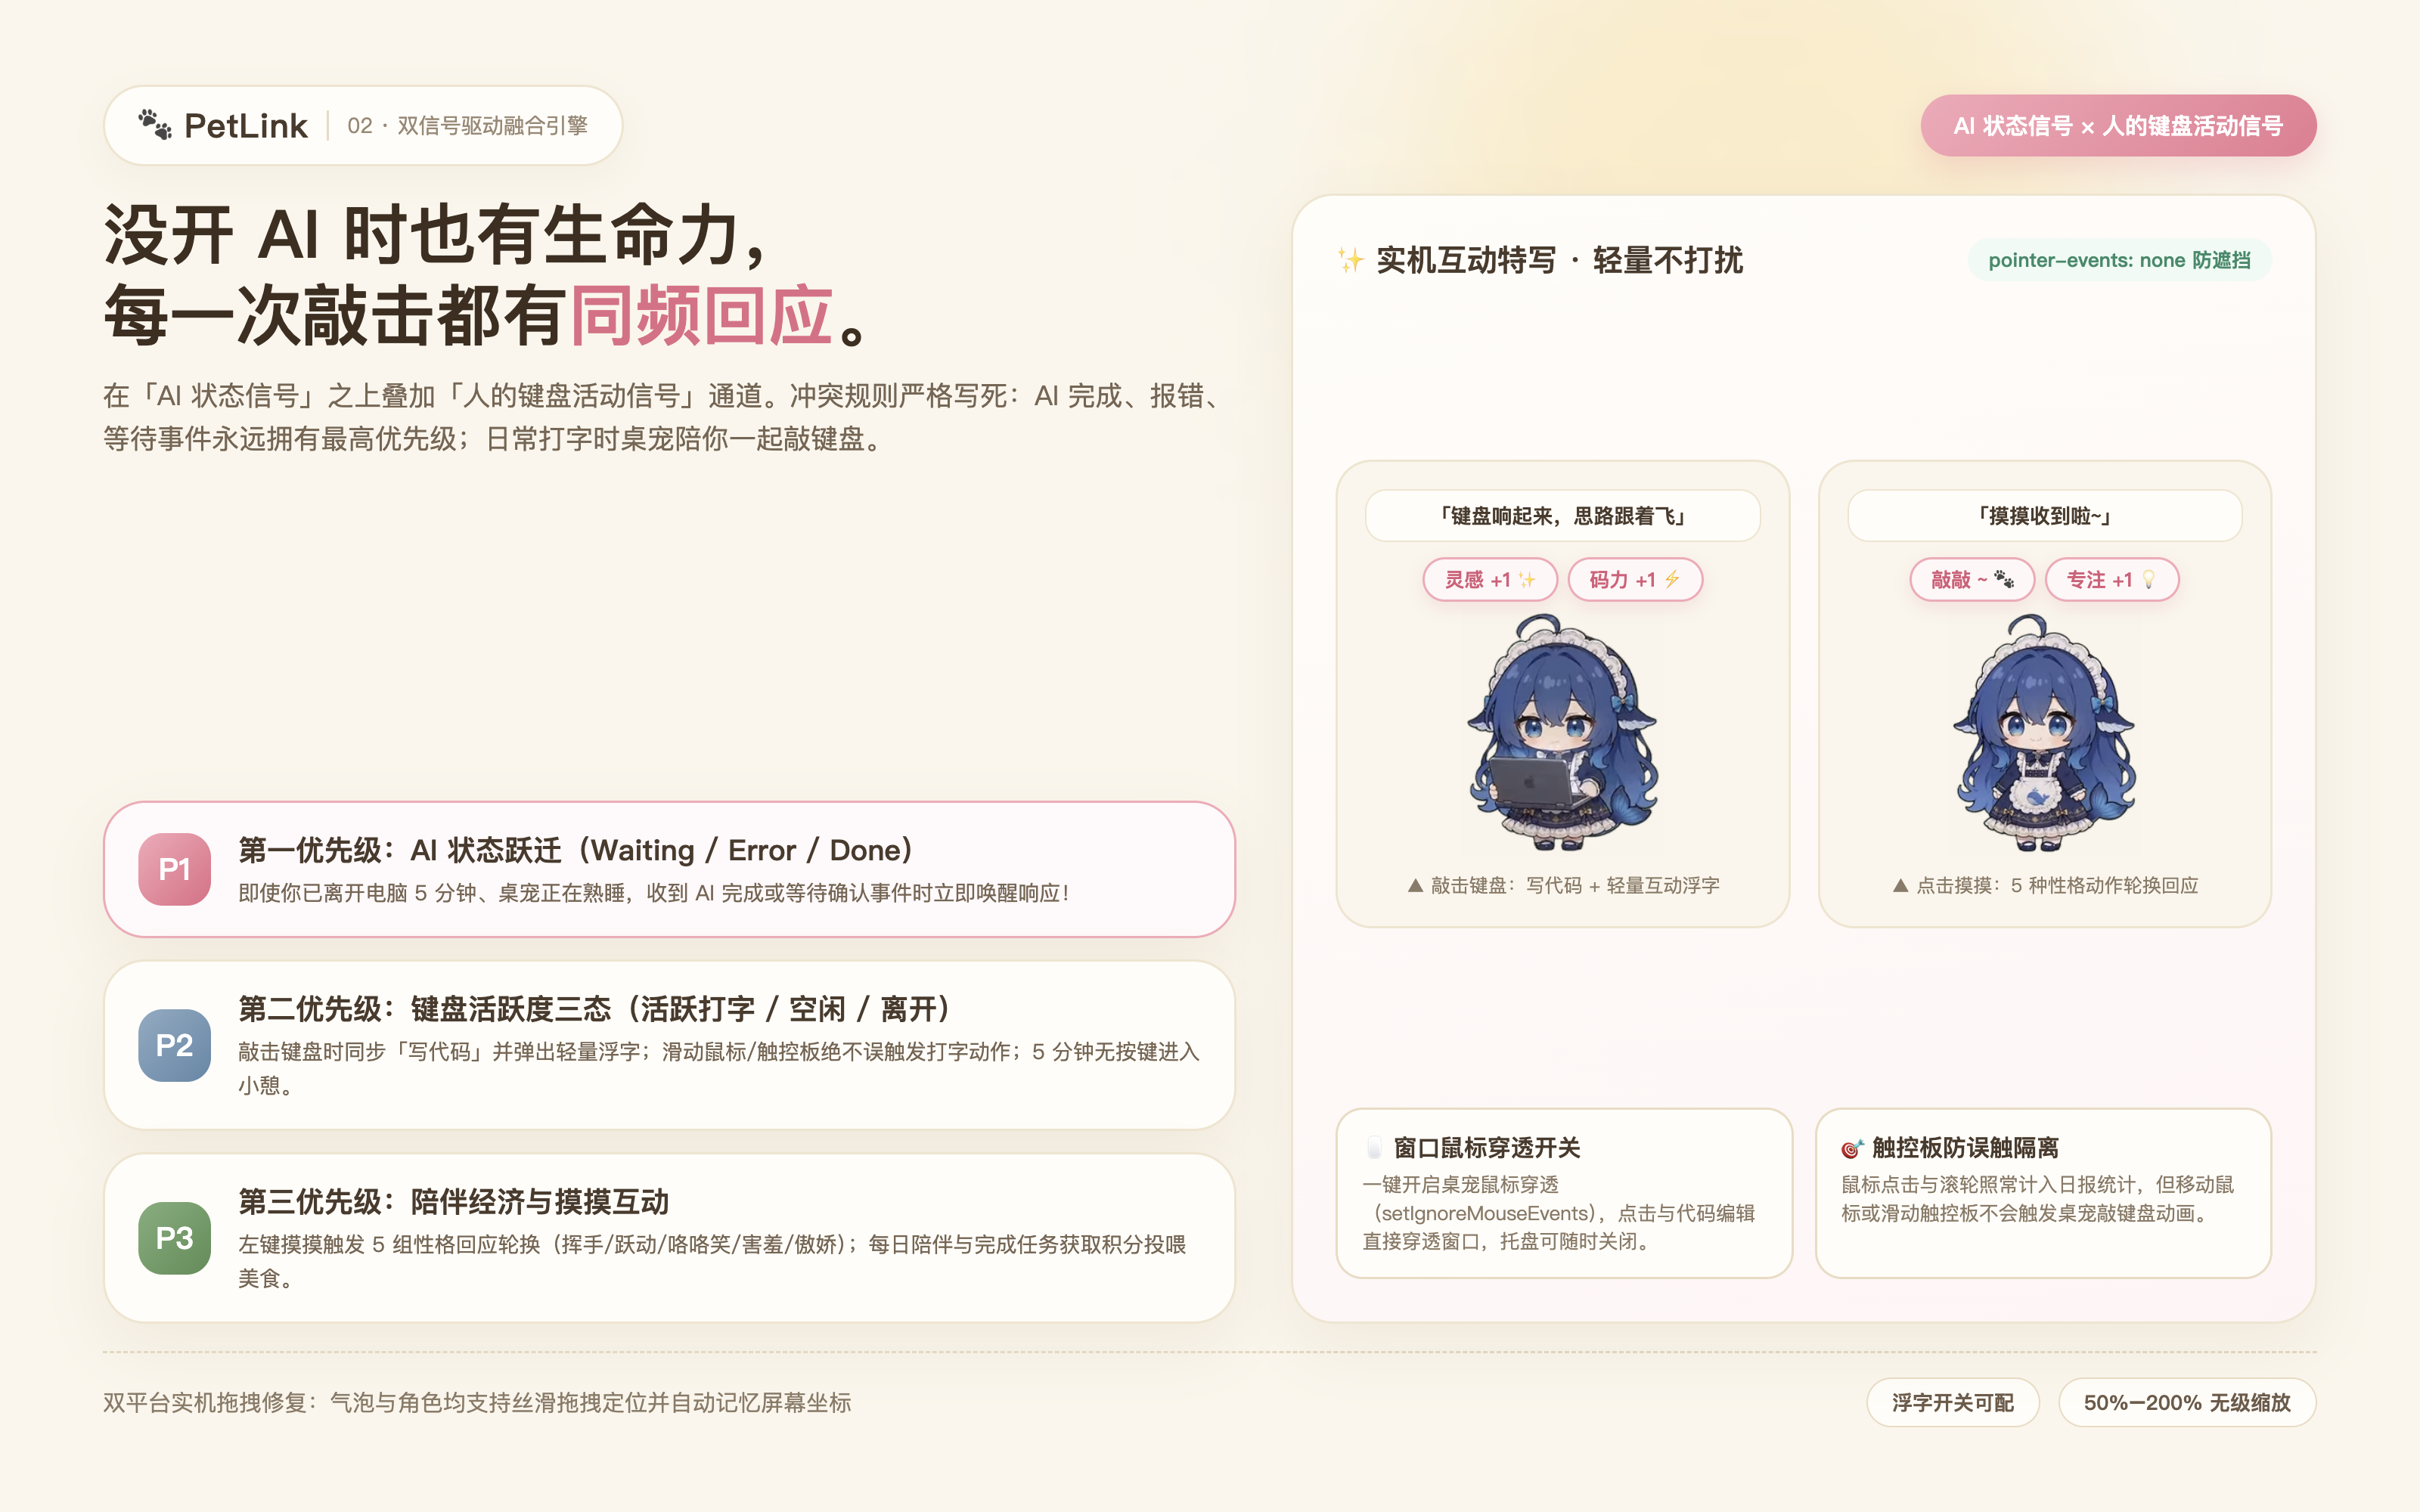 🐾 PetLink | 02 · 双信号驱动融合引擎
AI 状态信号 × 人的键盘活动信号
没开 AI 时也有生命力，
每一次敲击都有同频回应。
在「AI 状态信号」之上叠加「人的键盘活动信号」通道。冲突规则严格写死：AI 完成、报错、
等待事件永远拥有最高优先级；日常打字时桌宠陪你一起敲键盘。
P1
第一优先级：AI 状态跃迁（Waiting / Error / Done）
即使你已离开电脑 5 分钟、桌宠正在熟睡，收到 AI 完成或等待确认事件时立即唤醒响应！
P2
第二优先级：键盘活跃度三态（活跃打字 / 空闲 / 离开）
敲击键盘时同步「写代码」并弹出轻量浮字；滑动鼠标/触控板绝不误触发打字动作；5 分钟无按键进入
小憩。
P3
第三优先级：陪伴经济与摸摸互动
左键摸摸触发 5 组性格回应轮换（挥手/跃动/咯咯笑/害羞/傲娇）；每日陪伴与完成任务获取积分投喂
美食。
✨ 实机互动特写 · 轻量不打扰
pointer-events: none 防遮挡
「键盘响起来，思路跟着飞」
灵感 +1 ✨
码力 +1 ⚡
▲ 敲击键盘：写代码 + 轻量互动浮字
「摸摸收到啦~」
敲敲 ~ 🐾
专注 +1 💡
▲ 点击摸摸：5 种性格动作轮换回应
🖱️ 窗口鼠标穿透开关
一键开启桌宠鼠标穿透
（setIgnoreMouseEvents），点击与代码编辑
直接穿透窗口，托盘可随时关闭。
🎯 触控板防误触隔离
鼠标点击与滚轮照常计入日报统计，但移动鼠
标或滑动触控板不会触发桌宠敲键盘动画。
双平台实机拖拽修复：气泡与角色均支持丝滑拖拽定位并自动记忆屏幕坐标
浮字开关可配
50%–200% 无级缩放